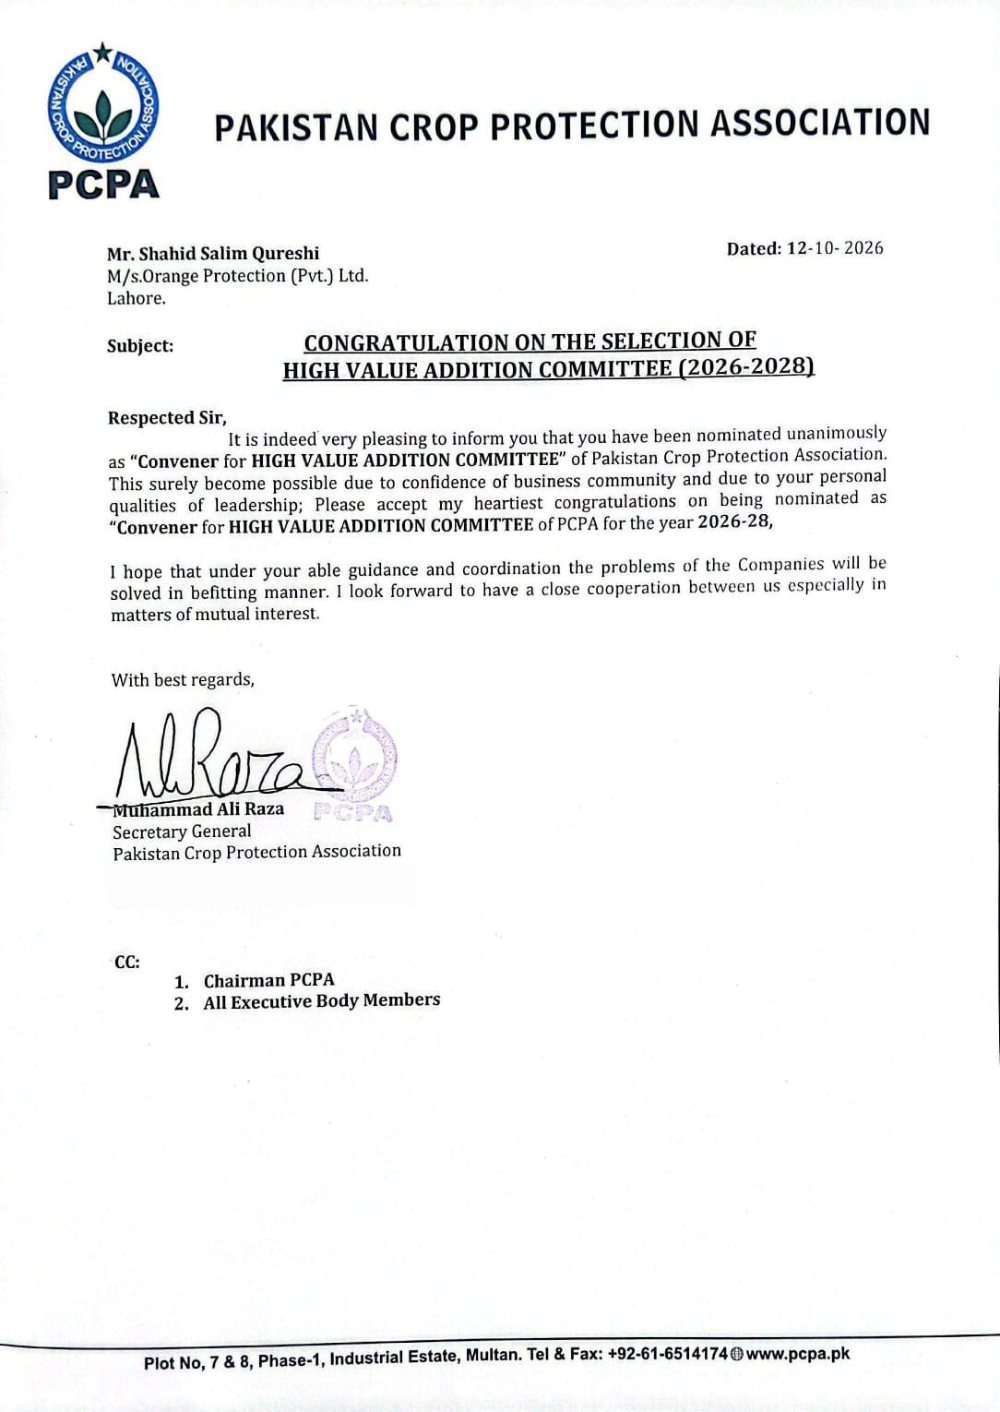 PAKISTAN CROP PROTECTION ASSOCIATION
PCPA
PAKISTAN CROP PROTECTION ASSOCIATION
Mr. Shahid Salim Qureshi
Dated: 12-10- 2026
M/s.Orange Protection (Pvt.) Ltd.
Lahore.
Subject:
CONGRATULATION ON THE SELECTION OF
HIGH VALUE ADDITION COMMITTEE (2026-2028)
Respected Sir,
It is indeed very pleasing to inform you that you have been nominated unanimously
as “Convener for HIGH VALUE ADDITION COMMITTEE” of Pakistan Crop Protection Association.
This surely become possible due to confidence of business community and due to your personal
qualities of leadership; Please accept my heartiest congratulations on being nominated as
“Convener for HIGH VALUE ADDITION COMMITTEE of PCPA for the year 2026-28,
I hope that under your able guidance and coordination the problems of the Companies will be
solved in befitting manner. I look forward to have a close cooperation between us especially in
matters of mutual interest.
With best regards,
Ali Raza
PCPA
Muhammad Ali Raza
Secretary General
Pakistan Crop Protection Association
CC:
1. Chairman PCPA
2. All Executive Body Members
Plot No, 7 & 8, Phase-1, Industrial Estate, Multan. Tel & Fax: +92-61-6514174 www.pcpa.pk